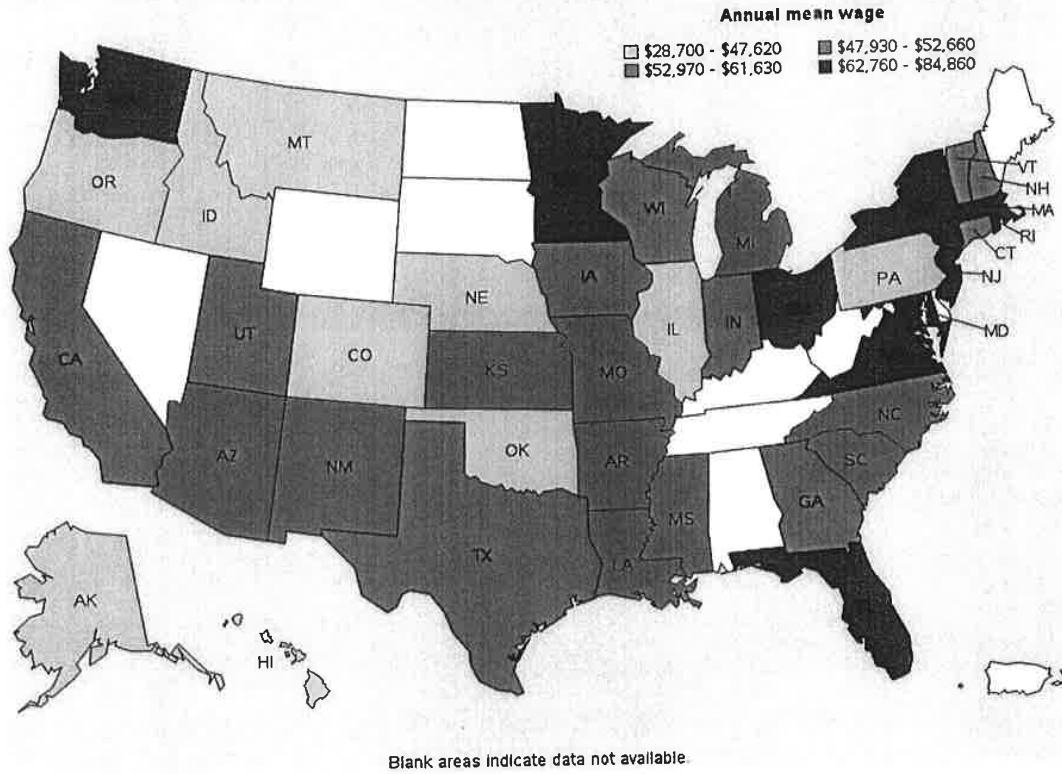 Annual mean wage
$28,700 - $47,620
$47,930 - $52,660
$52,970 - $61,630
$62,760 - $84,860
MT
OR
ID
VT
NH
WI
MA
MI
RI
CT
IA
PA
NJ
NE
UT
IL
IN
MD
CO
CA
KS
MO
NC
OK
AZ
NM
AR
SC
MS
GA
TX
LA
AK
HI
Blank areas indicate data not available.